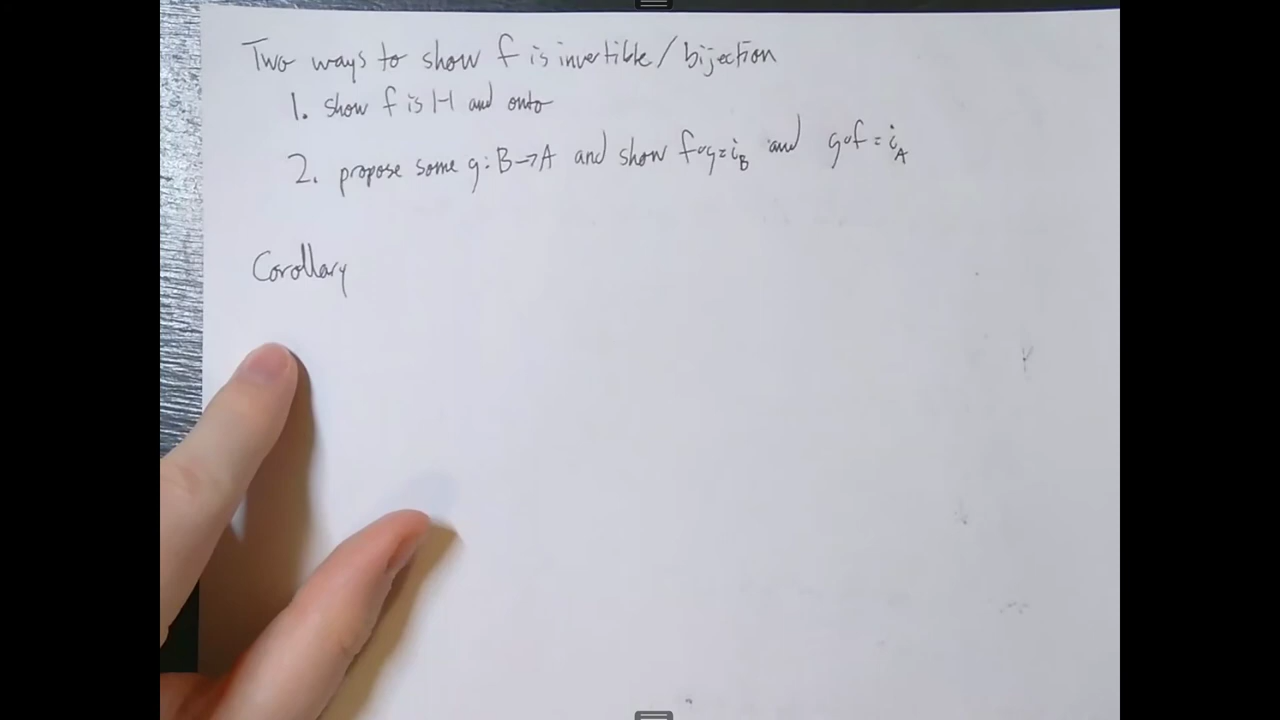 Two ways to show f is invertible / bijection
1. show f is 1-1 and onto
2. propose some g: B→A and show f∘g = i_B and g∘f = i_A
Corollary